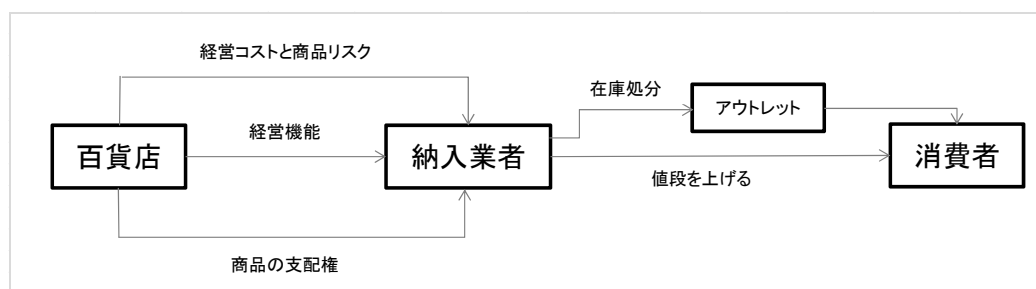 経営コストと商品リスク
在庫処分
アウトレット
百貨店
経営機能
納入業者
消費者
値段を上げる
商品の支配権